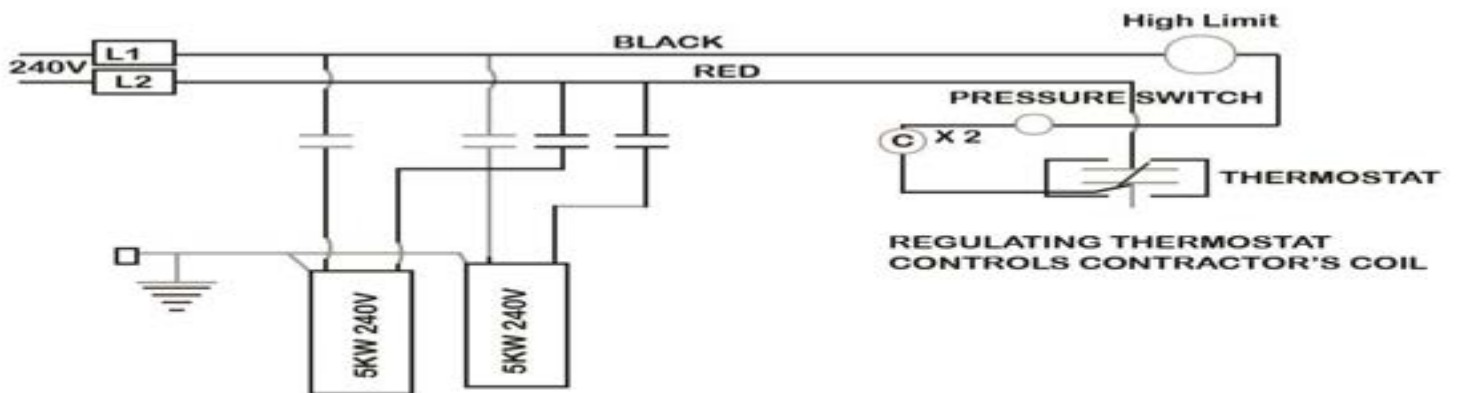 High Limit
L1
BLACK
240V
L2
RED
PRESSURE SWITCH
C X 2
THERMOSTAT
REGULATING THERMOSTAT
CONTROLS CONTRACTOR'S COIL
5KW 240V
5KW 240V